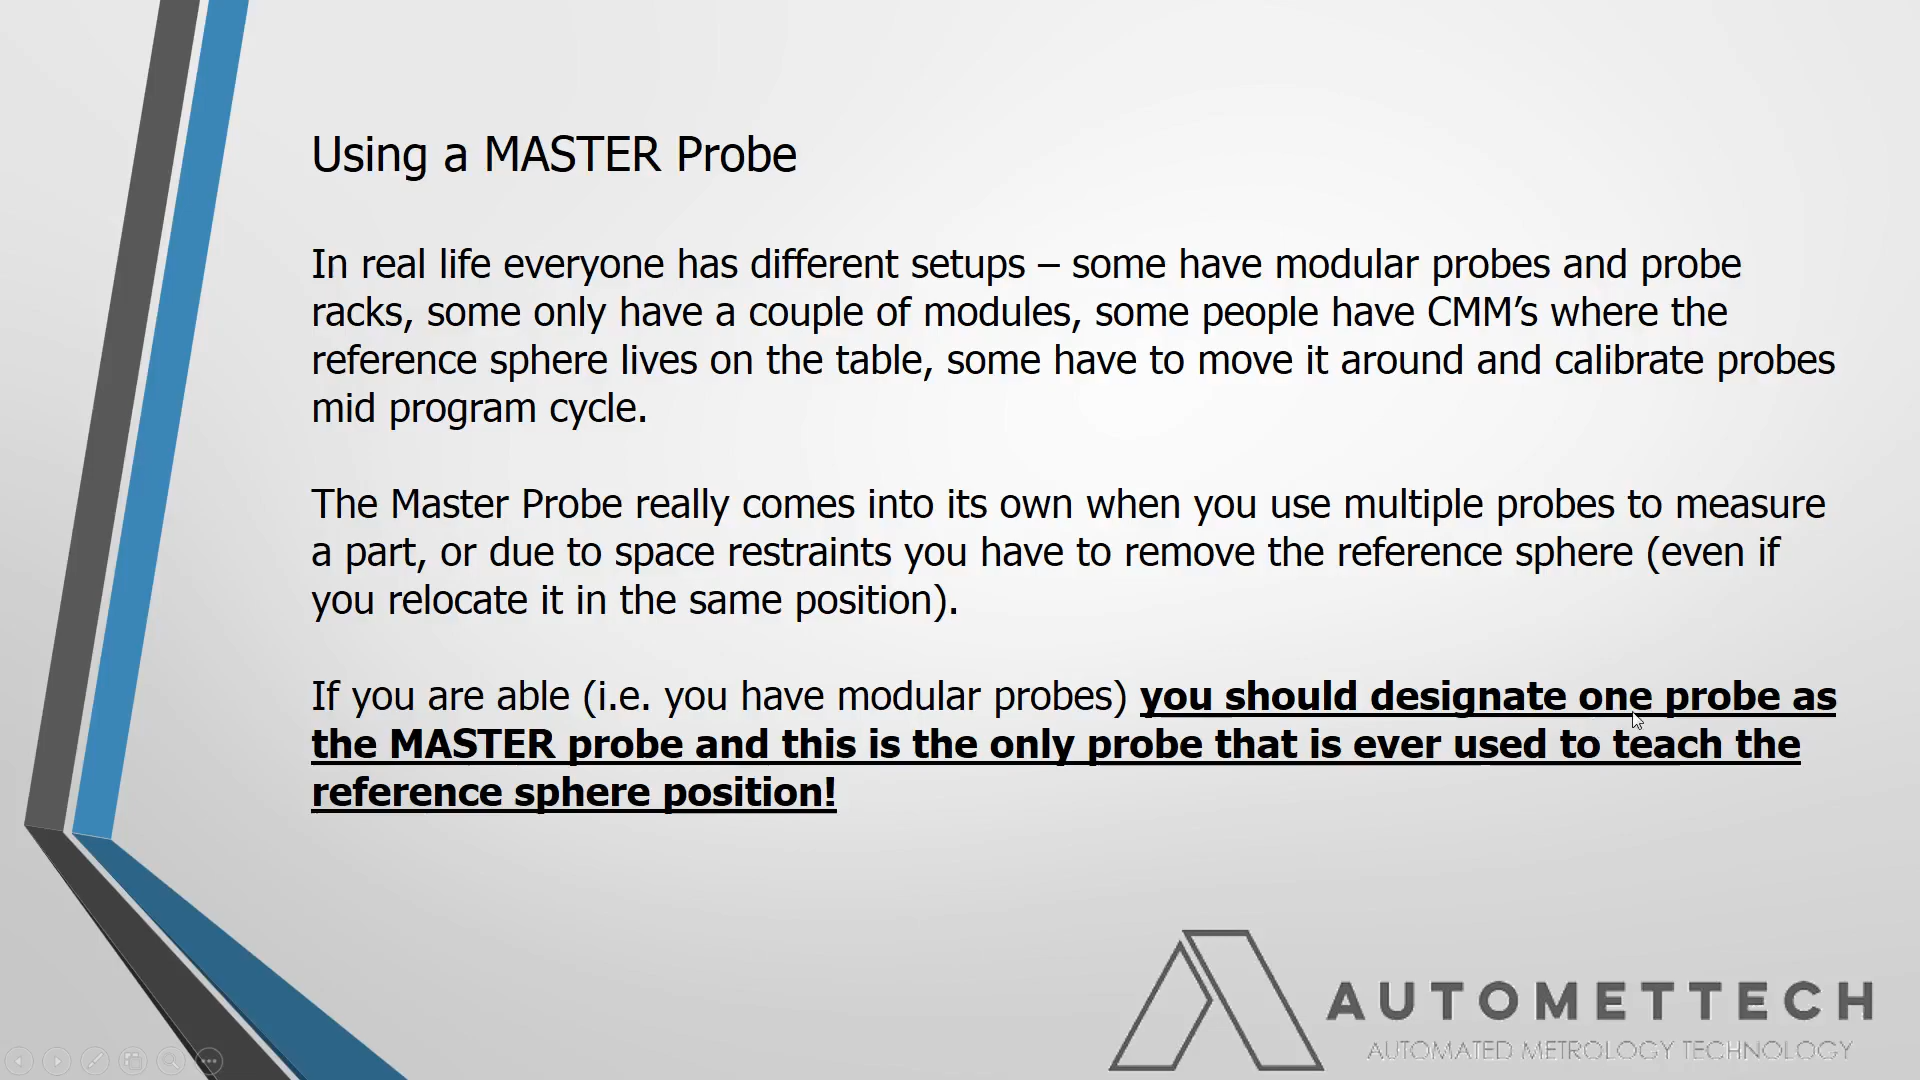 Using a MASTER Probe
In real life everyone has different setups – some have modular probes and probe
racks, some only have a couple of modules, some people have CMM’s where the
reference sphere lives on the table, some have to move it around and calibrate probes
mid program cycle.
The Master Probe really comes into its own when you use multiple probes to measure
a part, or due to space restraints you have to remove the reference sphere (even if
you relocate it in the same position).
If you are able (i.e. you have modular probes) you should designate one probe as
the MASTER probe and this is the only probe that is ever used to teach the
reference sphere position!
AUTOMETTECH
AUTOMATED METROLOGY TECHNOLOGY